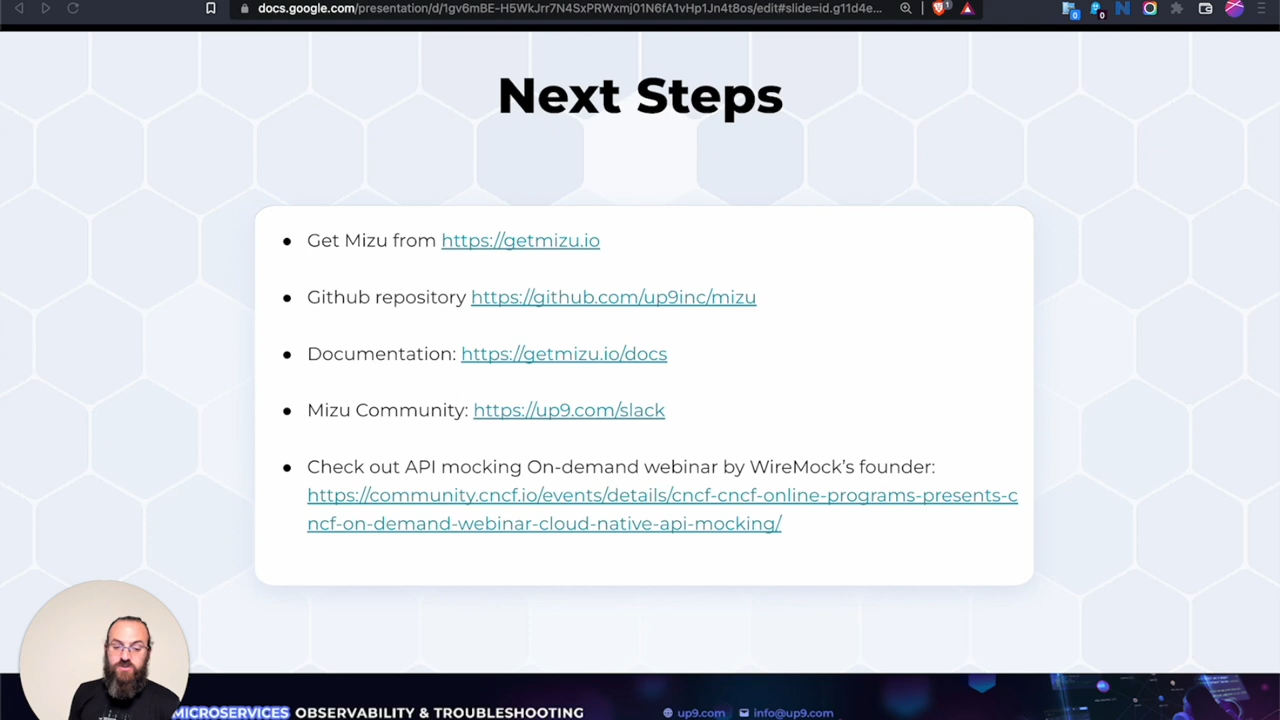 docs.google.com/presentation/d/1gv6mBE-H5WkJrr7N4SxPRWxmj01N6fA1vHp1Jn4t8os/edit#slide=id.g11d4e...
Next Steps
● Get Mizu from https://getmizu.io
● Github repository https://github.com/up9inc/mizu
● Documentation: https://getmizu.io/docs
● Mizu Community: https://up9.com/slack
● Check out API mocking On-demand webinar by WireMock's founder:
https://community.cncf.io/events/details/cncf-cncf-online-programs-presents-c
ncf-on-demand-webinar-cloud-native-api-mocking/
MICROSERVICES OBSERVABILITY & TROUBLESHOOTING
up9.com info@up9.com